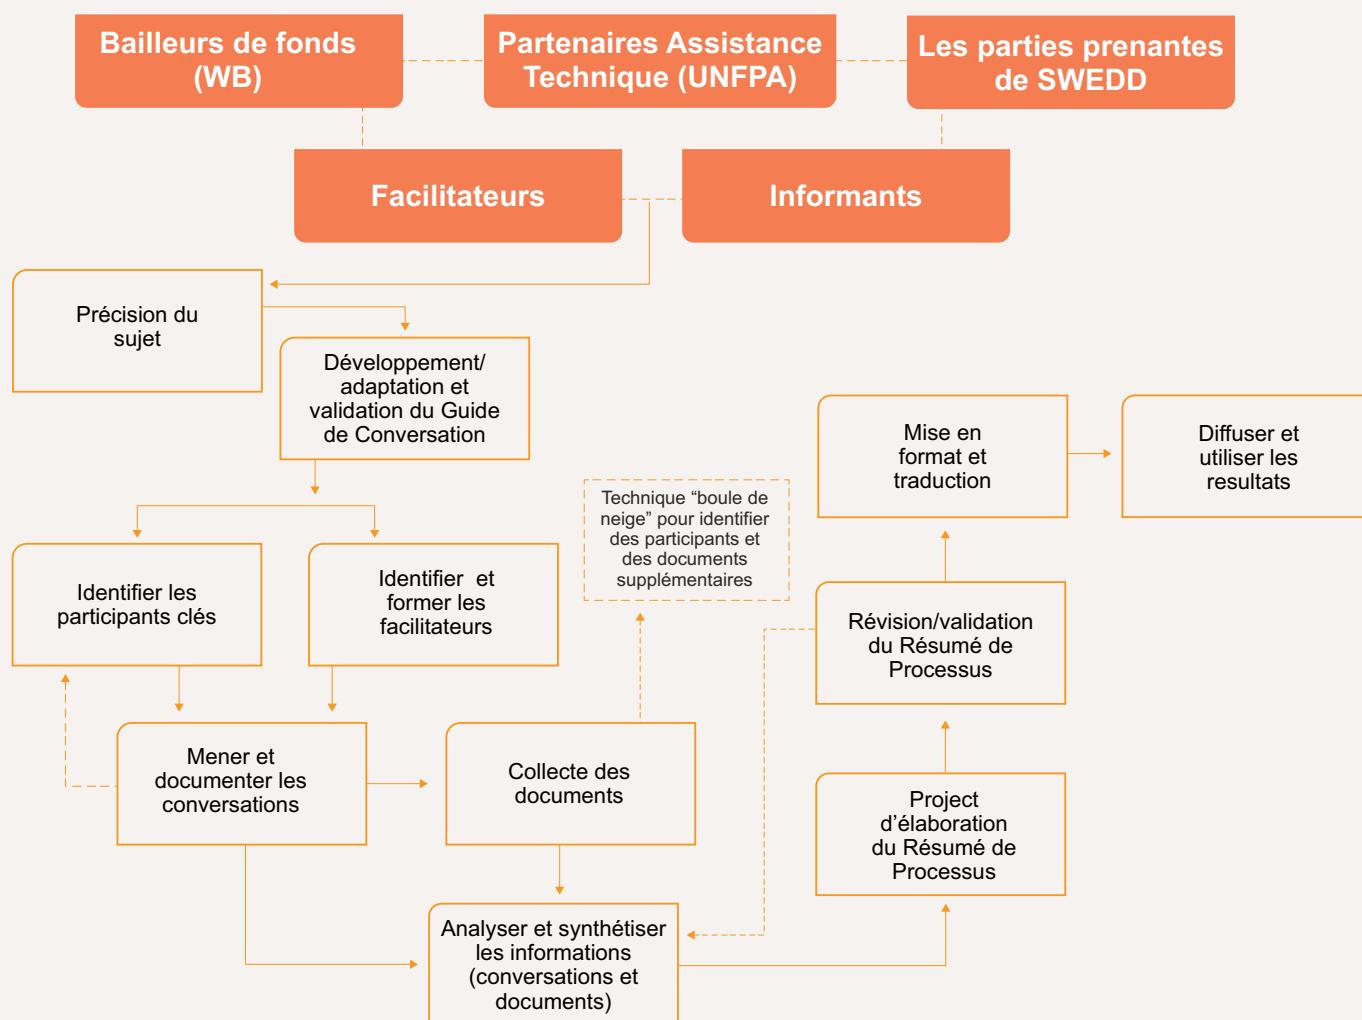 Bailleurs de fonds
(WB)
Partenaires Assistance
Technique (UNFPA)
Les parties prenantes
de SWEDD
Facilitateurs
Informants
Précision du
sujet
Développement/
adaptation et
validation du Guide
de Conversation
Identifier les
participants clés
Identifier et
former les
facilitateurs
Technique “boule de
neige” pour identifier
des participants et
des documents
supplémentaires
Mener et
documenter les
conversations
Collecte des
documents
Analyser et synthétiser
les informations
(conversations et
documents)
Project
d’élaboration
du Résumé de
Processus
Révision/validation
du Résumé de
Processus
Mise en
format et
traduction
Diffuser et
utiliser les
resultats